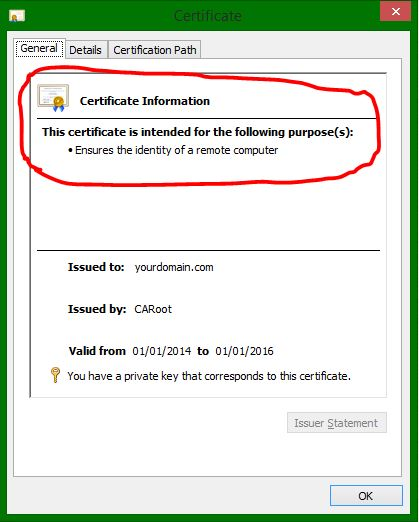 Certificate
General Details Certification Path
Certificate Information
This certificate is intended for the following purpose(s):
• Ensures the identity of a remote computer
Issued to: yourdomain.com
Issued by: CARoot
Valid from 01/01/2014 to 01/01/2016
You have a private key that corresponds to this certificate.
Issuer Statement
OK